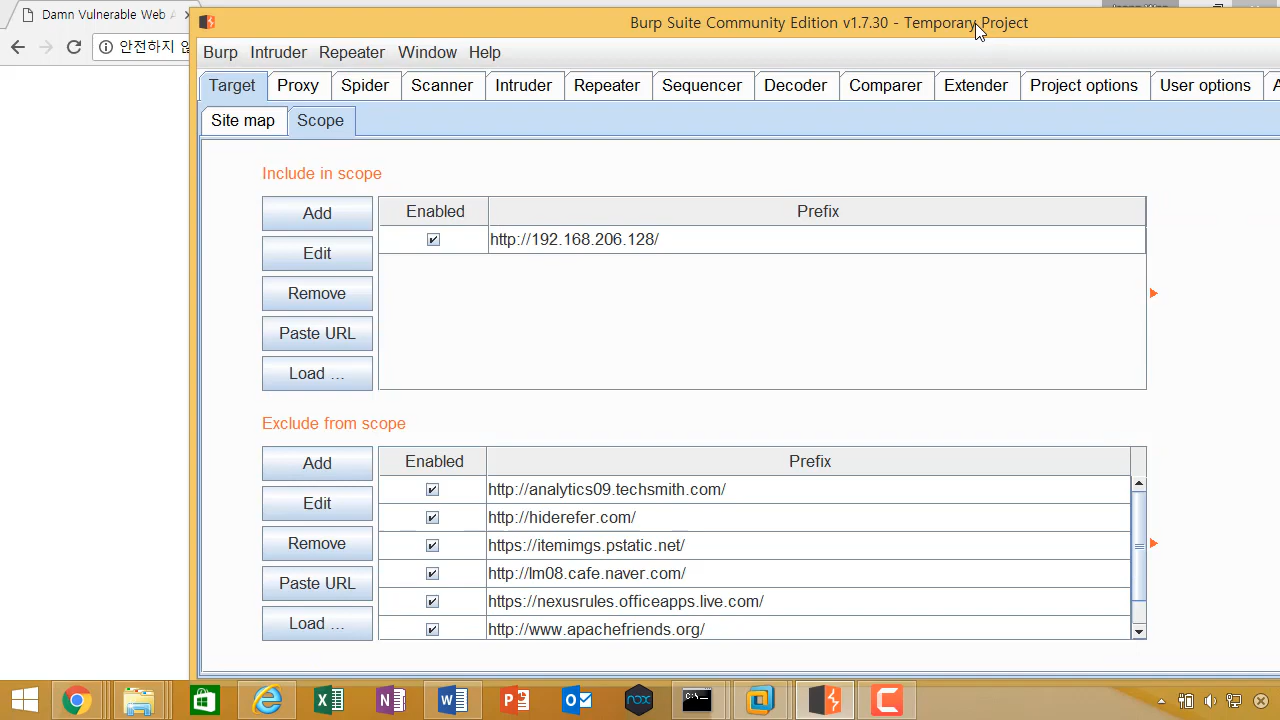 Damn Vulnerable Web A
Burp Suite Community Edition v1.7.30 - Temporary Project
안전하지 않
Burp Intruder Repeater Window Help
Target Proxy Spider Scanner Intruder Repeater Sequencer Decoder Comparer Extender Project options User options A
Site map Scope
Include in scope
Add
Edit
Remove
Paste URL
Load ...
Enabled Prefix
http://192.168.206.128/
Exclude from scope
Add
Edit
Remove
Paste URL
Load ...
Enabled Prefix
http://analytics09.techsmith.com/
http://hiderefer.com/
https://itemimgs.pstatic.net/
http://lm08.cafe.naver.com/
https://nexusrules.officeapps.live.com/
http://www.apachefriends.org/